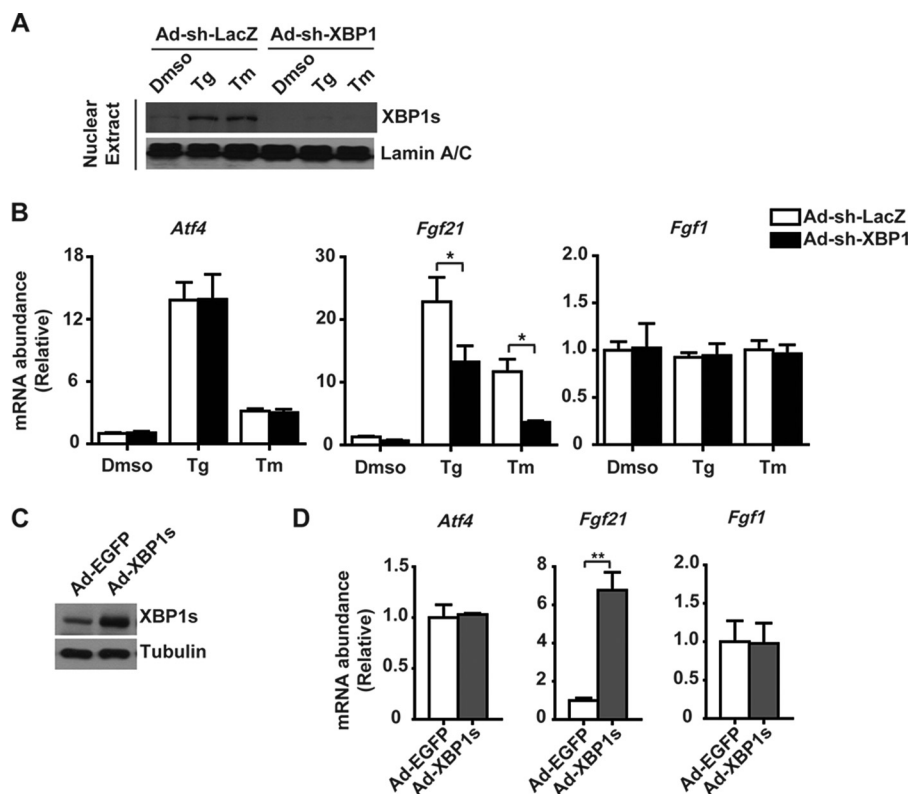 A
Ad-sh-LacZ Ad-sh-XBP1
Dmso Tg Tm Dmso Tg Tm
Nuclear
Extract
XBP1s
Lamin A/C
B
Ad-sh-LacZ
Ad-sh-XBP1
mRNA abundance
(Relative)
Atf4
18
12
6
0
Dmso Tg Tm
Fgf21
30
20
10
0
*
*
Dmso Tg Tm
Fgf1
2.0
1.5
1.0
0.5
0
Dmso Tg Tm
C
Ad-EGFP
Ad-XBP1s
XBP1s
Tubulin
D
mRNA abundance
(Relative)
Atf4
1.5
1.0
0.5
0
Ad-EGFP
Ad-XBP1s
Fgf21
8
6
4
2
0
**
Ad-EGFP
Ad-XBP1s
Fgf1
2.0
1.5
1.0
0.5
0
Ad-EGFP
Ad-XBP1s